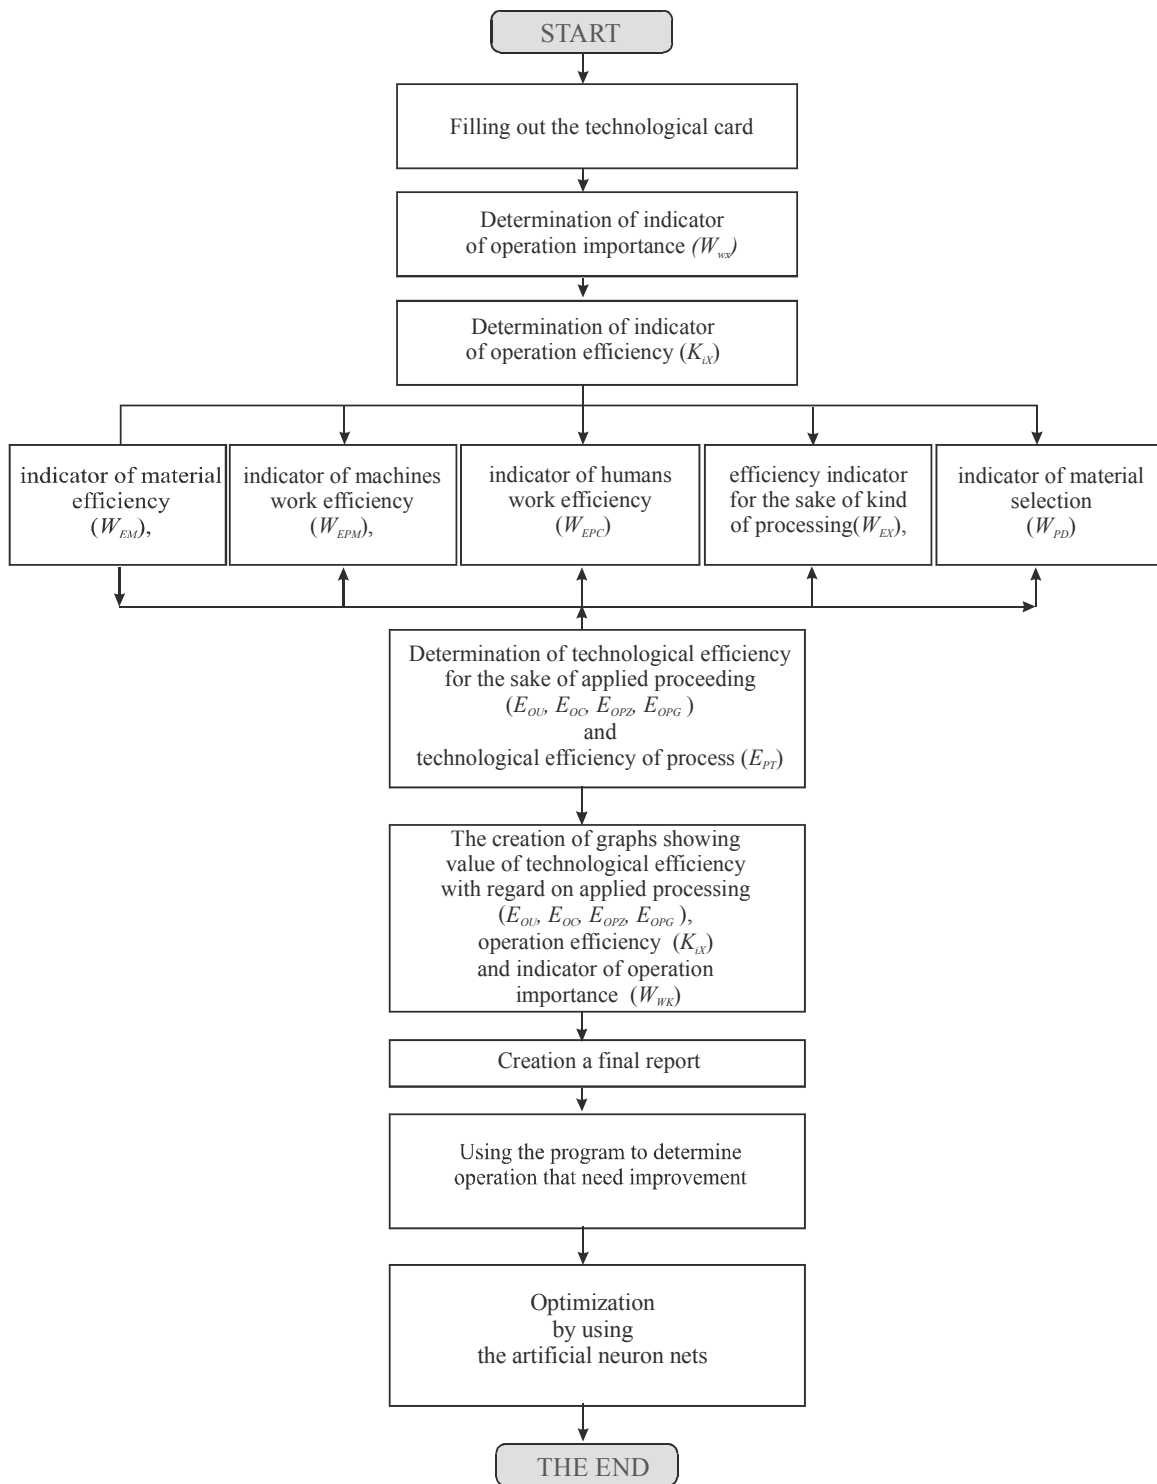 START
Filling out the technological card
Determination of indicator
of operation importance (W_wx)
Determination of indicator
of operation efficiency (K_iX)
indicator of material
efficiency
(W_EM),
indicator of machines
work efficiency
(W_EPM),
indicator of humans
work efficiency
(W_EPC)
efficiency indicator
for the sake of kind
of processing(W_EX),
indicator of material
selection
(W_PD)
Determination of technological efficiency
for the sake of applied proceeding
(E_OU, E_OC, E_OPZ, E_OPG )
and
technological efficiency of process (E_PT)
The creation of graphs showing
value of technological efficiency
with regard on applied processing
(E_OU, E_OC, E_OPZ, E_OPG ),
operation efficiency (K_iX)
and indicator of operation
importance (W_WK)
Creation a final report
Using the program to determine
operation that need improvement
Optimization
by using
the artificial neuron nets
THE END